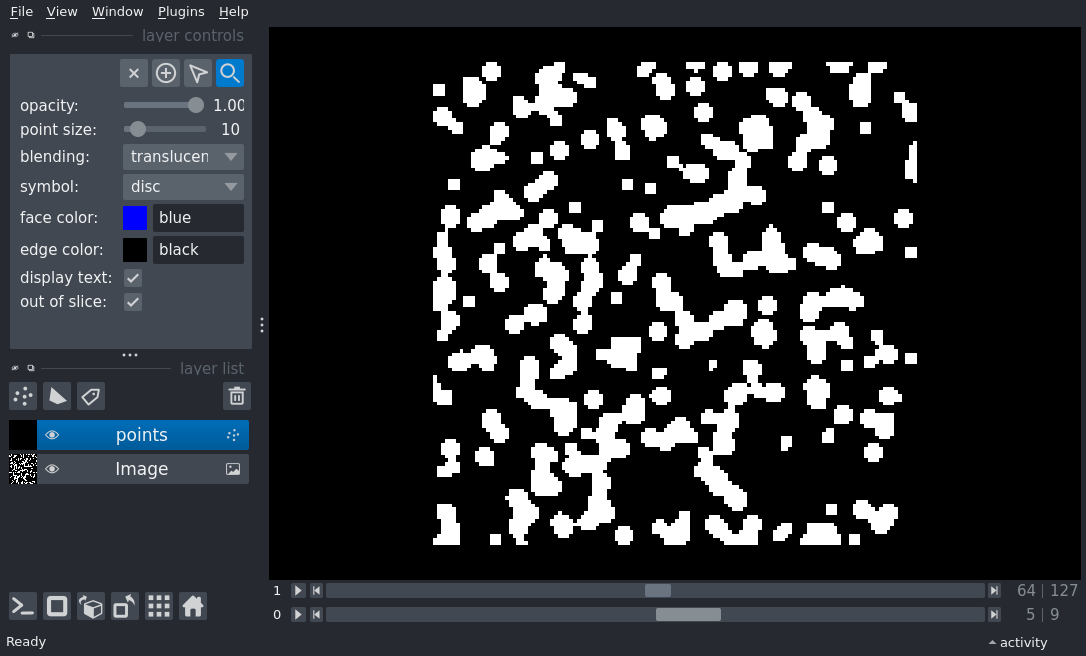 File View Window Plugins Help
layer controls
opacity: 1.00
point size: 10
blending: translucen
symbol: disc
face color: blue
edge color: black
display text:
out of slice:
layer list
points
Image
1 64 | 127
0 5 | 9
Ready activity